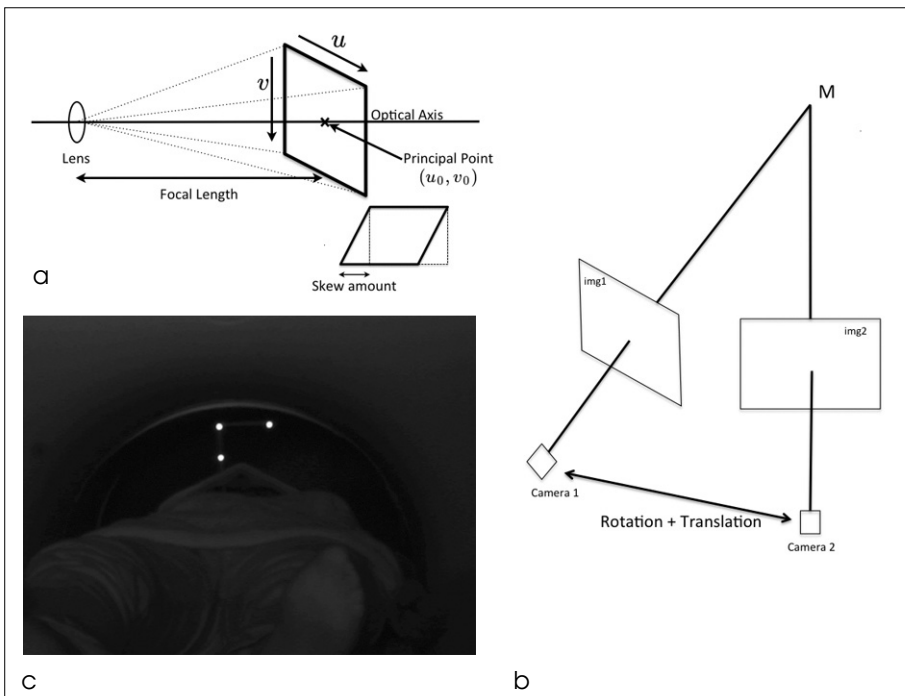 u
v
Optical Axis
Lens
Principal Point
(u₀, v₀)
Focal Length
Skew amount
a
M
img1
img2
Camera 1
Rotation + Translation
Camera 2
c
b